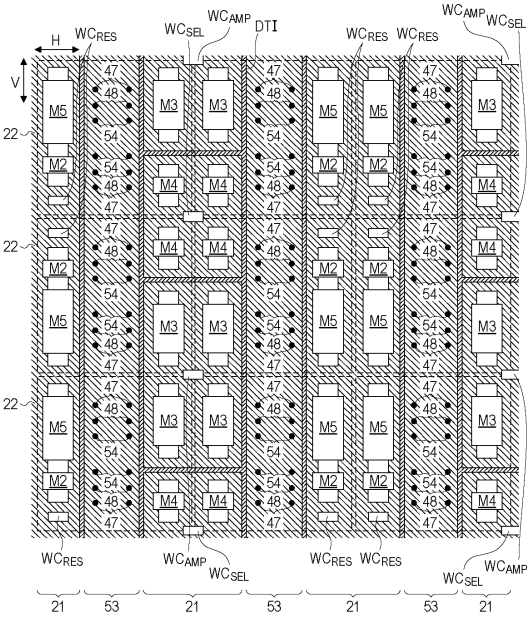 WCRES WCSEL WCAMP DTI WCRES WCRES WCAMP WCSEL
H
V
47 47 47
M5 48 M3 M3 48 M5 M5 48 M3
22 54 54 54
M2 54 54 M2 M2 54
48 M4 M4 48 48 M4
47 47 47
47 47 47
22 48 M4 M4 48 48 M4
M2 M2 M2
54 54 54
M5 54 M3 M3 54 M5 M5 54 M3
48 48 48
47 47 47
22 47 47 47
M5 48 M3 M3 48 M5 M5 48 M3
54 54 54
M2 54 54 M2 M2 54
48 M4 M4 48 48 M4
47 47 47
WCRES WCAMP WCRES WCRES WCAMP
WCSEL WCSEL
21 53 21 53 21 53 21